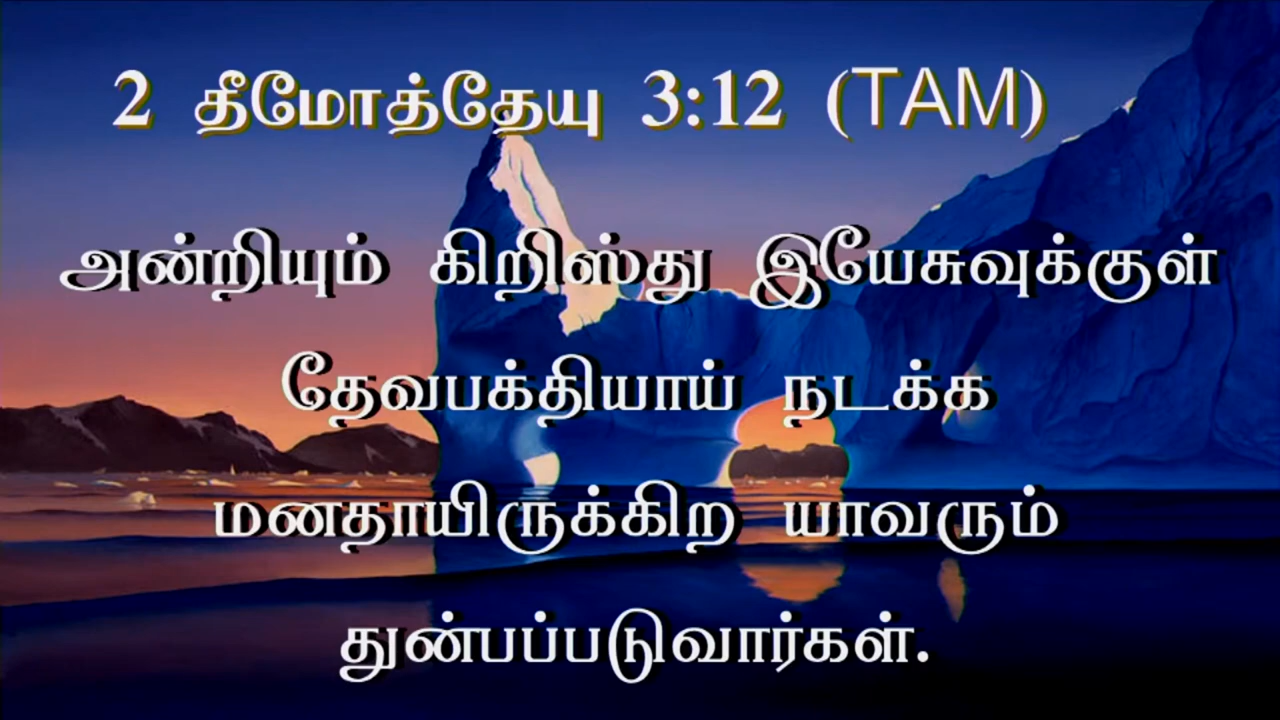 2 தீமோத்தேயு 3:12 (TAM)
அன்றியும் கிறிஸ்து இயேசுவுக்குள்
தேவபக்தியாய் நடக்க
மனதாயிருக்கிற யாவரும்
துன்பப்படுவார்கள்.